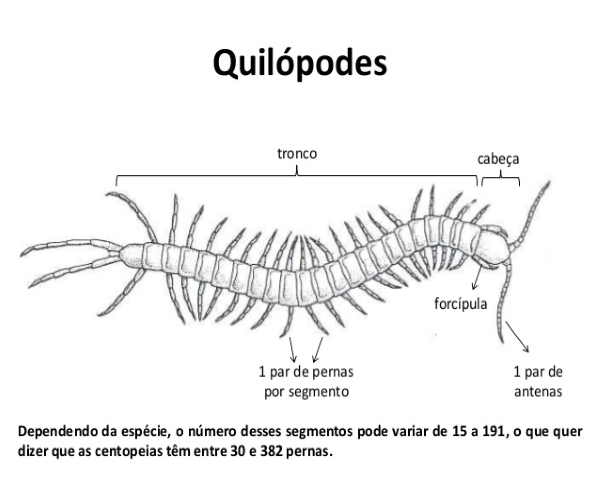 Quilópodes
tronco
cabeça
forcípula
1 par de pernas
por segmento
1 par de
antenas
Dependendo da espécie, o número desses segmentos pode variar de 15 a 191, o que quer
dizer que as centopeias têm entre 30 e 382 pernas.